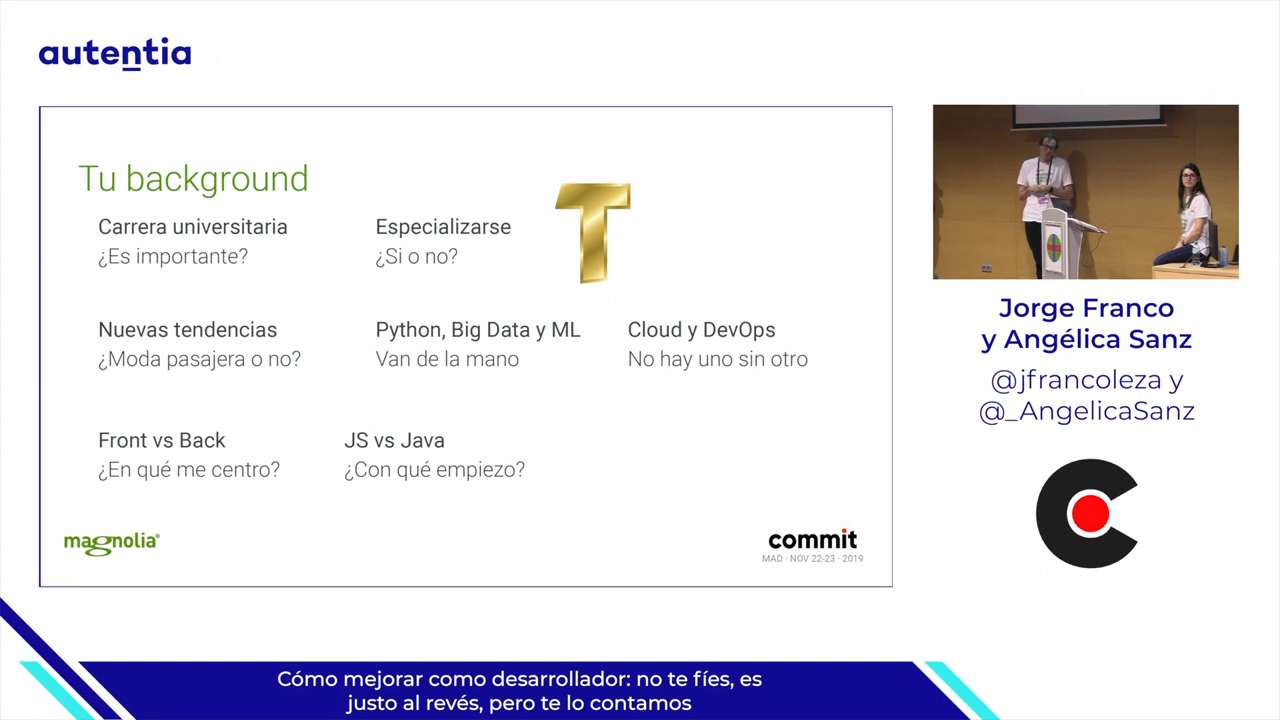 autentia
Tu background
Carrera universitaria
¿Es importante?
Especializarse
¿Si o no?
T
Nuevas tendencias
¿Moda pasajera o no?
Python, Big Data y ML
Van de la mano
Cloud y DevOps
No hay uno sin otro
Front vs Back
¿En qué me centro?
JS vs Java
¿Con qué empiezo?
magnolia®
commit
MAD · NOV 22-23 · 2019
Jorge Franco
y Angélica Sanz
@jfrancoleza y
@_AngelicaSanz
Cómo mejorar como desarrollador: no te fíes, es
justo al revés, pero te lo contamos